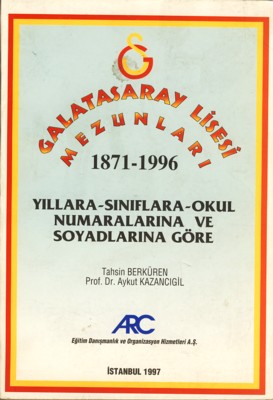 GALATASARAY LİSESİ
MEZUNLARI
1871-1996
YILLARA-SINIFLARA-OKUL
NUMARALARINA VE
SOYADLARINA GÖRE
Tahsin BERKÜREN
Prof. Dr. Aykut KAZANCIGİL
ARC
Eğitim Danışmanlık ve Organizasyon Hizmetleri A.Ş.
İSTANBUL 1997